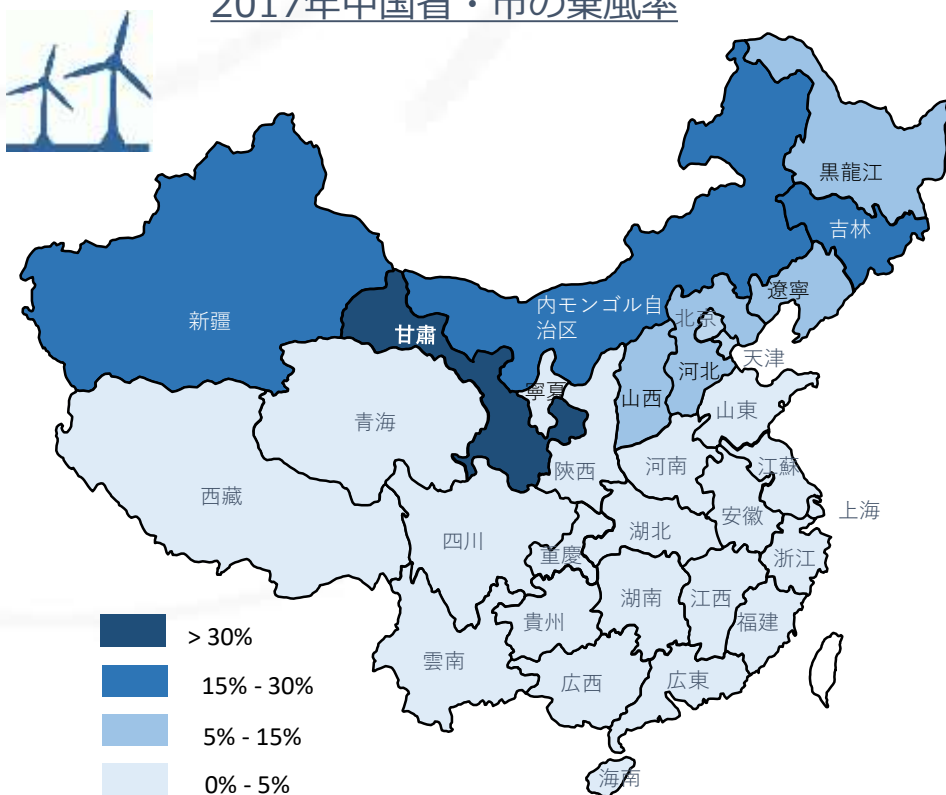 2017年中国省・市の棄風率
黒龍江
吉林
遼寧
内モンゴル自
治区
新疆
甘粛
北京
天津
河北
寧夏
山西
山東
青海
陝西
河南
江蘇
西藏
上海
安徽
湖北
四川
重慶
浙江
湖南
江西
貴州
福建
雲南
広西
広東
海南
> 30%
15% - 30%
5% - 15%
0% - 5%